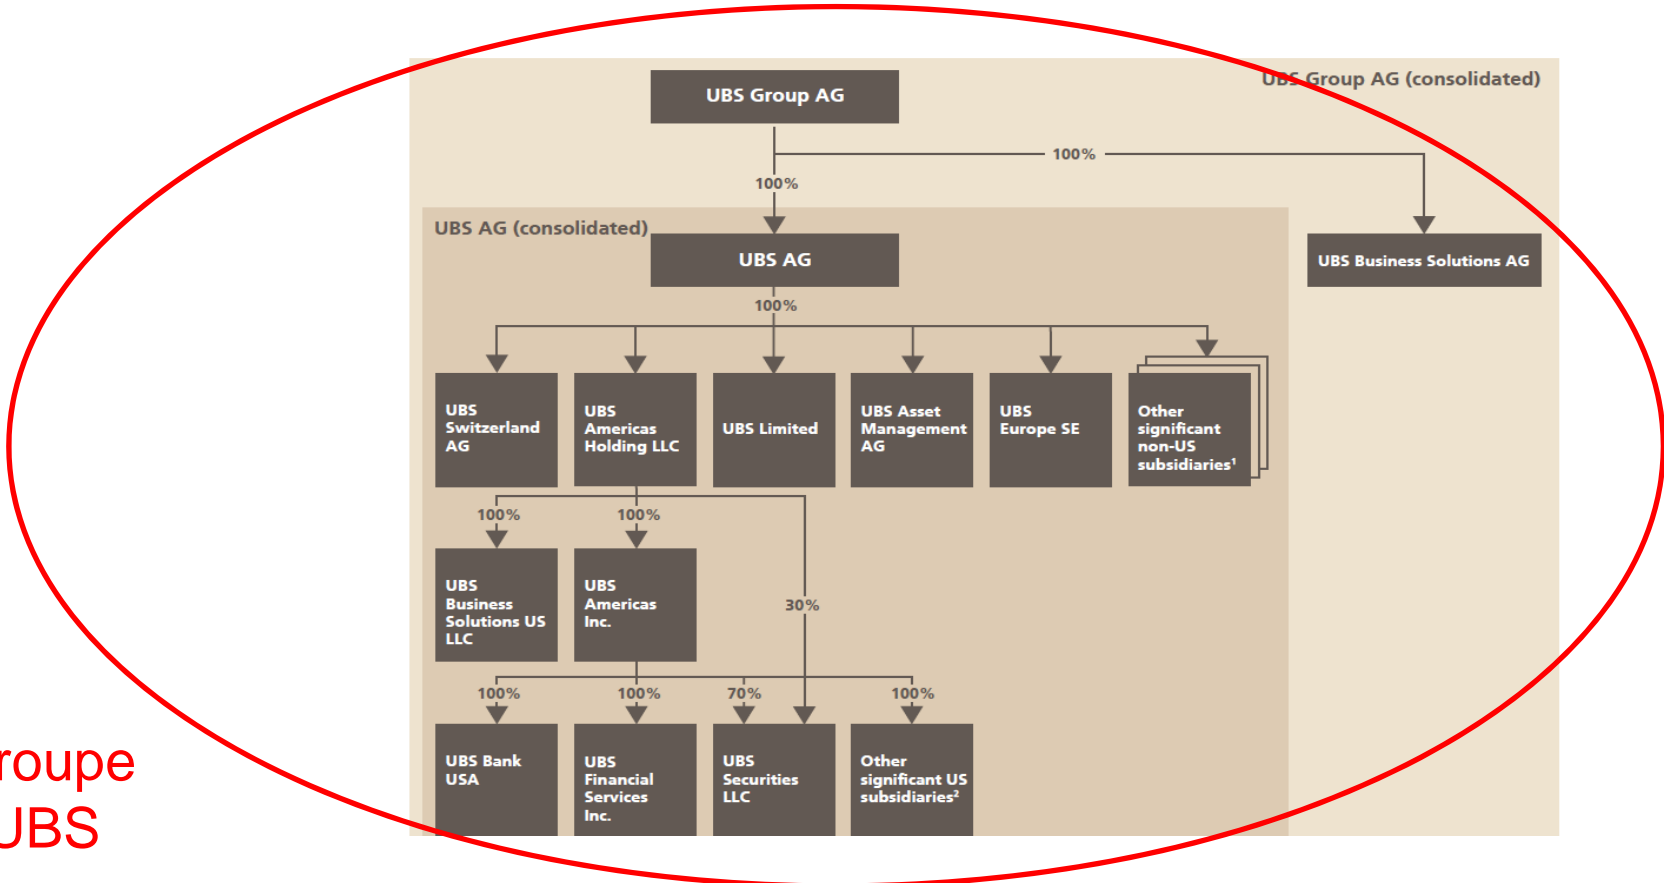 UBS Group AG (consolidated)
UBS Group AG
100%
100%
UBS AG (consolidated)
UBS AG
UBS Business Solutions AG
100%
UBS
Switzerland
AG
UBS
Americas
Holding LLC
UBS Limited
UBS Asset
Management
AG
UBS
Europe SE
Other
significant
non-US
subsidiaries¹
100%
100%
UBS
Business
Solutions US
LLC
UBS
Americas
Inc.
30%
100%
100%
70%
100%
UBS Bank
USA
UBS
Financial
Services
Inc.
UBS
Securities
LLC
Other
significant US
subsidiaries²
roupe
UBS